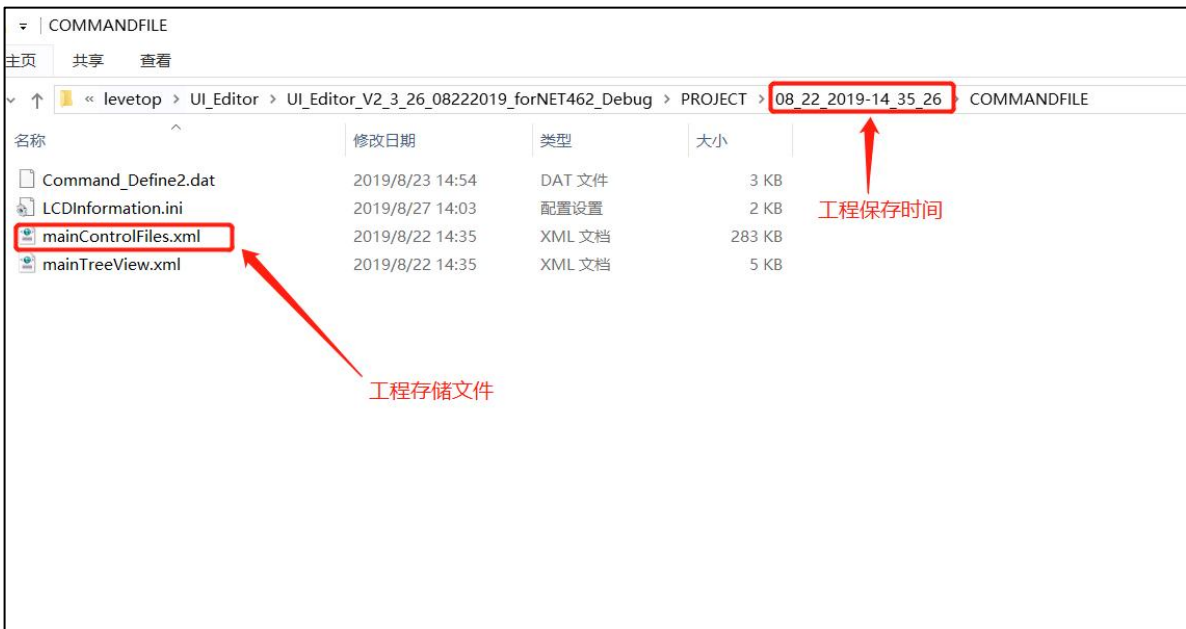 COMMANDFILE
主页 共享 查看
« levetop > UI_Editor > UI_Editor_V2_3_26_08222019_forNET462_Debug > PROJECT > 08_22_2019-14_35_26 > COMMANDFILE
名称 修改日期 类型 大小
Command_Define2.dat 2019/8/23 14:54 DAT 文件 3 KB
LCDInformation.ini 2019/8/27 14:03 配置设置 2 KB
工程保存时间
mainControlFiles.xml 2019/8/22 14:35 XML 文档 283 KB
mainTreeView.xml 2019/8/22 14:35 XML 文档 5 KB
工程存储文件